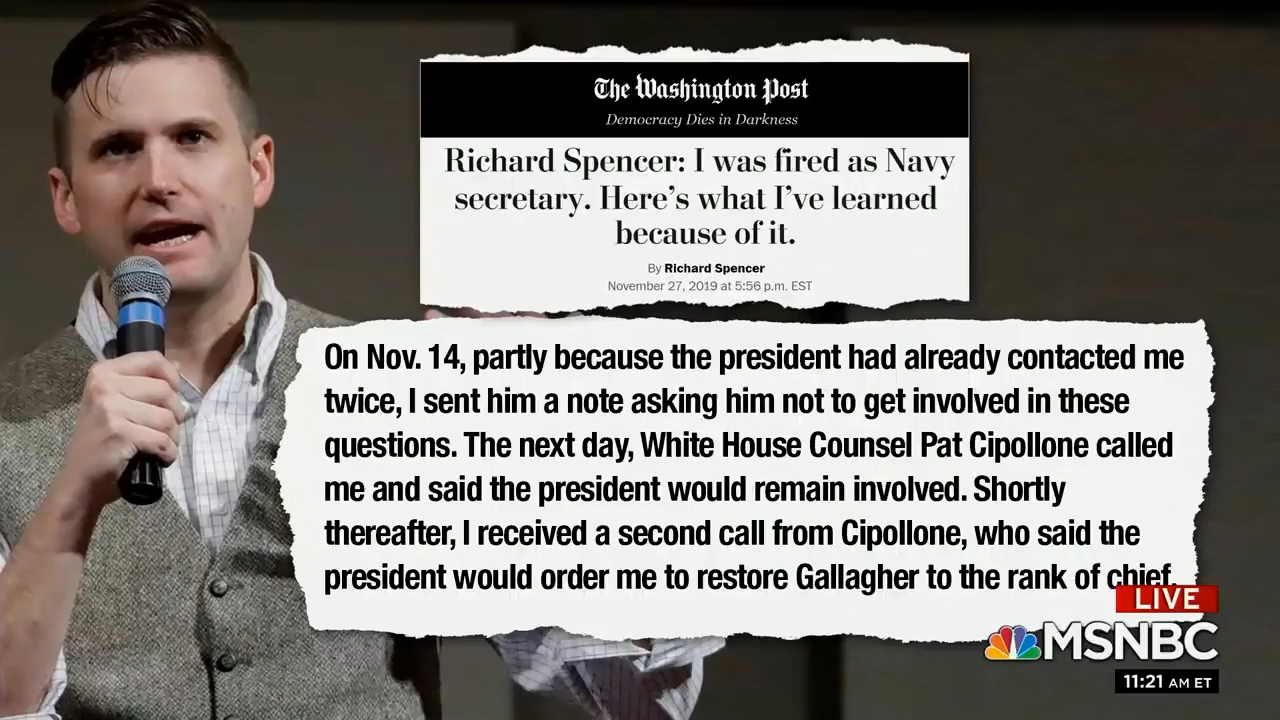 The Washington Post
Democracy Dies in Darkness
Richard Spencer: I was fired as Navy
secretary. Here’s what I’ve learned
because of it.
By Richard Spencer
November 27, 2019 at 5:56 p.m. EST
On Nov. 14, partly because the president had already contacted me
twice, I sent him a note asking him not to get involved in these
questions. The next day, White House Counsel Pat Cipollone called
me and said the president would remain involved. Shortly
thereafter, I received a second call from Cipollone, who said the
president would order me to restore Gallagher to the rank of chief.
LIVE
MSNBC
11:21 AM ET